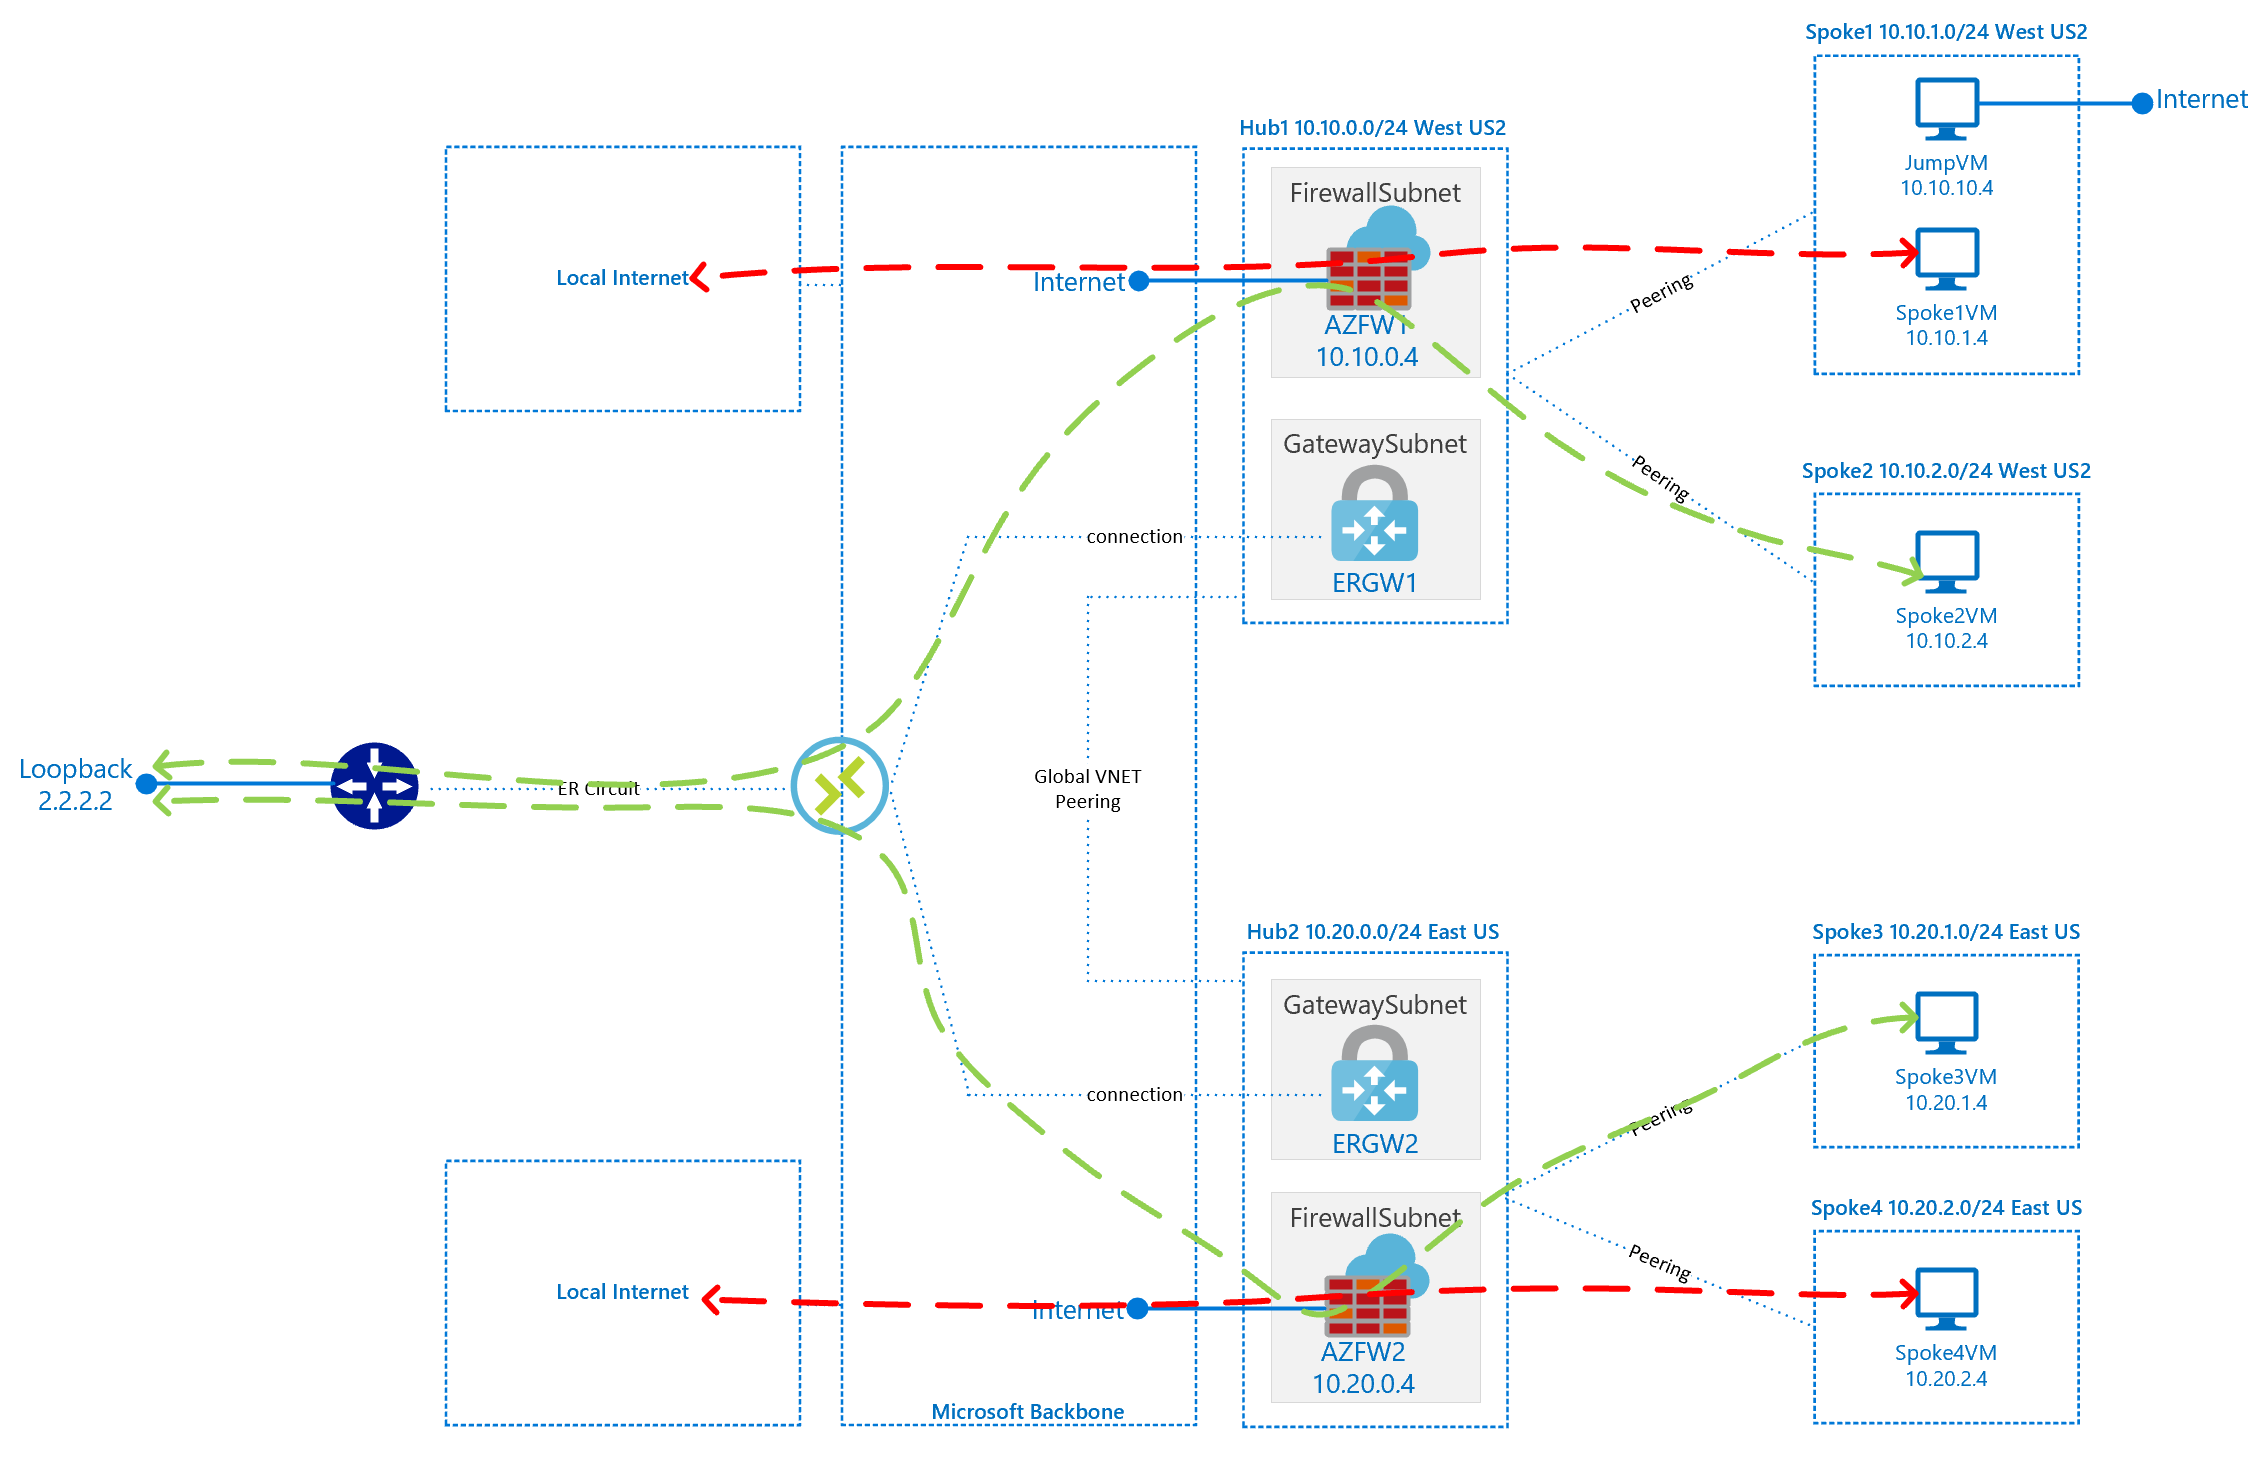 Spoke1 10.10.1.0/24 West US2
Internet
JumpVM
10.10.10.4
Spoke1VM
10.10.1.4
Hub1 10.10.0.0/24 West US2
FirewallSubnet
Local Internet
Internet
AZFW1
10.10.0.4
Peering
GatewaySubnet
connection
ERGW1
Peering
Spoke2 10.10.2.0/24 West US2
Spoke2VM
10.10.2.4
Loopback
2.2.2.2
ER Circuit
Global VNET
Peering
Hub2 10.20.0.0/24 East US
GatewaySubnet
connection
ERGW2
Spoke3 10.20.1.0/24 East US
Spoke3VM
10.20.1.4
Peering
FirewallSubnet
Local Internet
Internet
AZFW2
10.20.0.4
Peering
Spoke4 10.20.2.0/24 East US
Spoke4VM
10.20.2.4
Microsoft Backbone